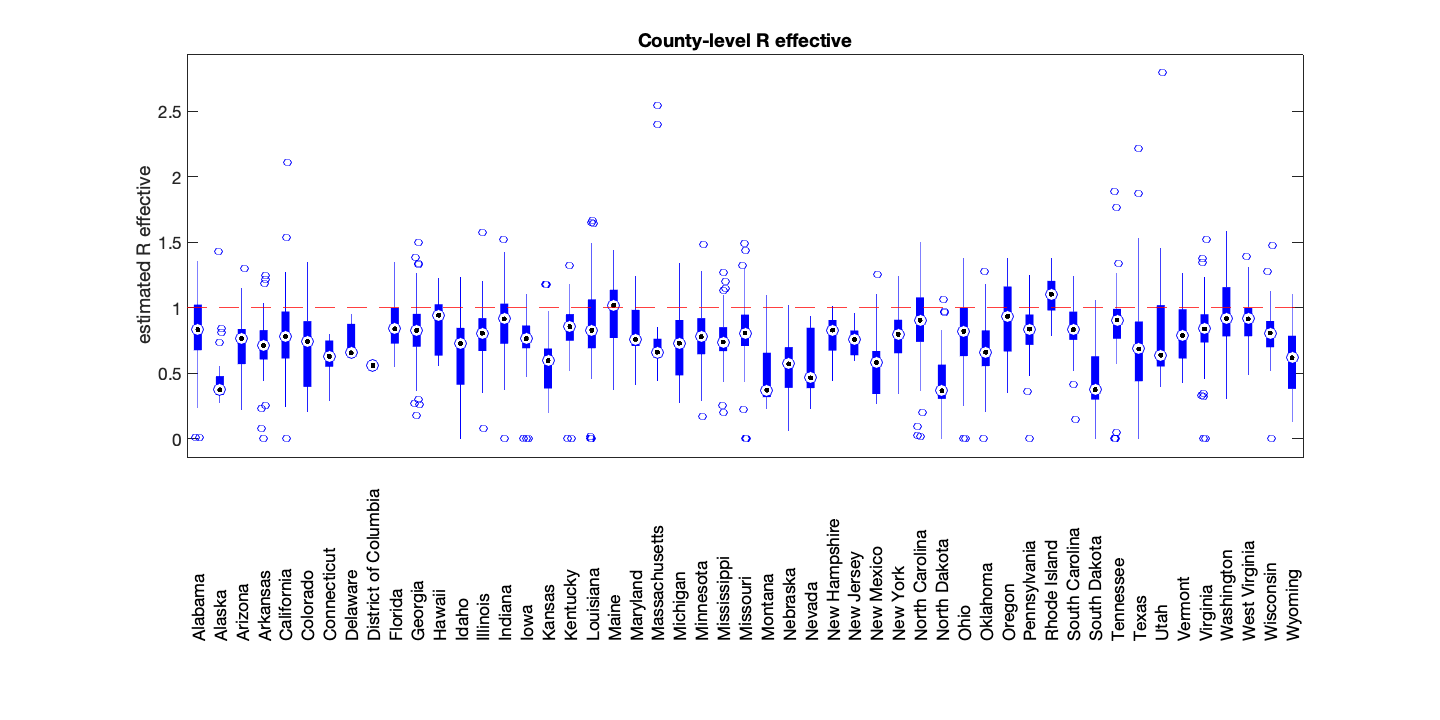 County-level R effective
estimated R effective
2.5
2
1.5
1
0.5
0
Alabama
Alaska
Arizona
Arkansas
California
Colorado
Connecticut
Delaware
District of Columbia
Florida
Georgia
Hawaii
Idaho
Illinois
Indiana
Iowa
Kansas
Kentucky
Louisiana
Maine
Maryland
Massachusetts
Michigan
Minnesota
Mississippi
Missouri
Montana
Nebraska
Nevada
New Hampshire
New Jersey
New Mexico
New York
North Carolina
North Dakota
Ohio
Oklahoma
Oregon
Pennsylvania
Rhode Island
South Carolina
South Dakota
Tennessee
Texas
Utah
Vermont
Virginia
Washington
West Virginia
Wisconsin
Wyoming